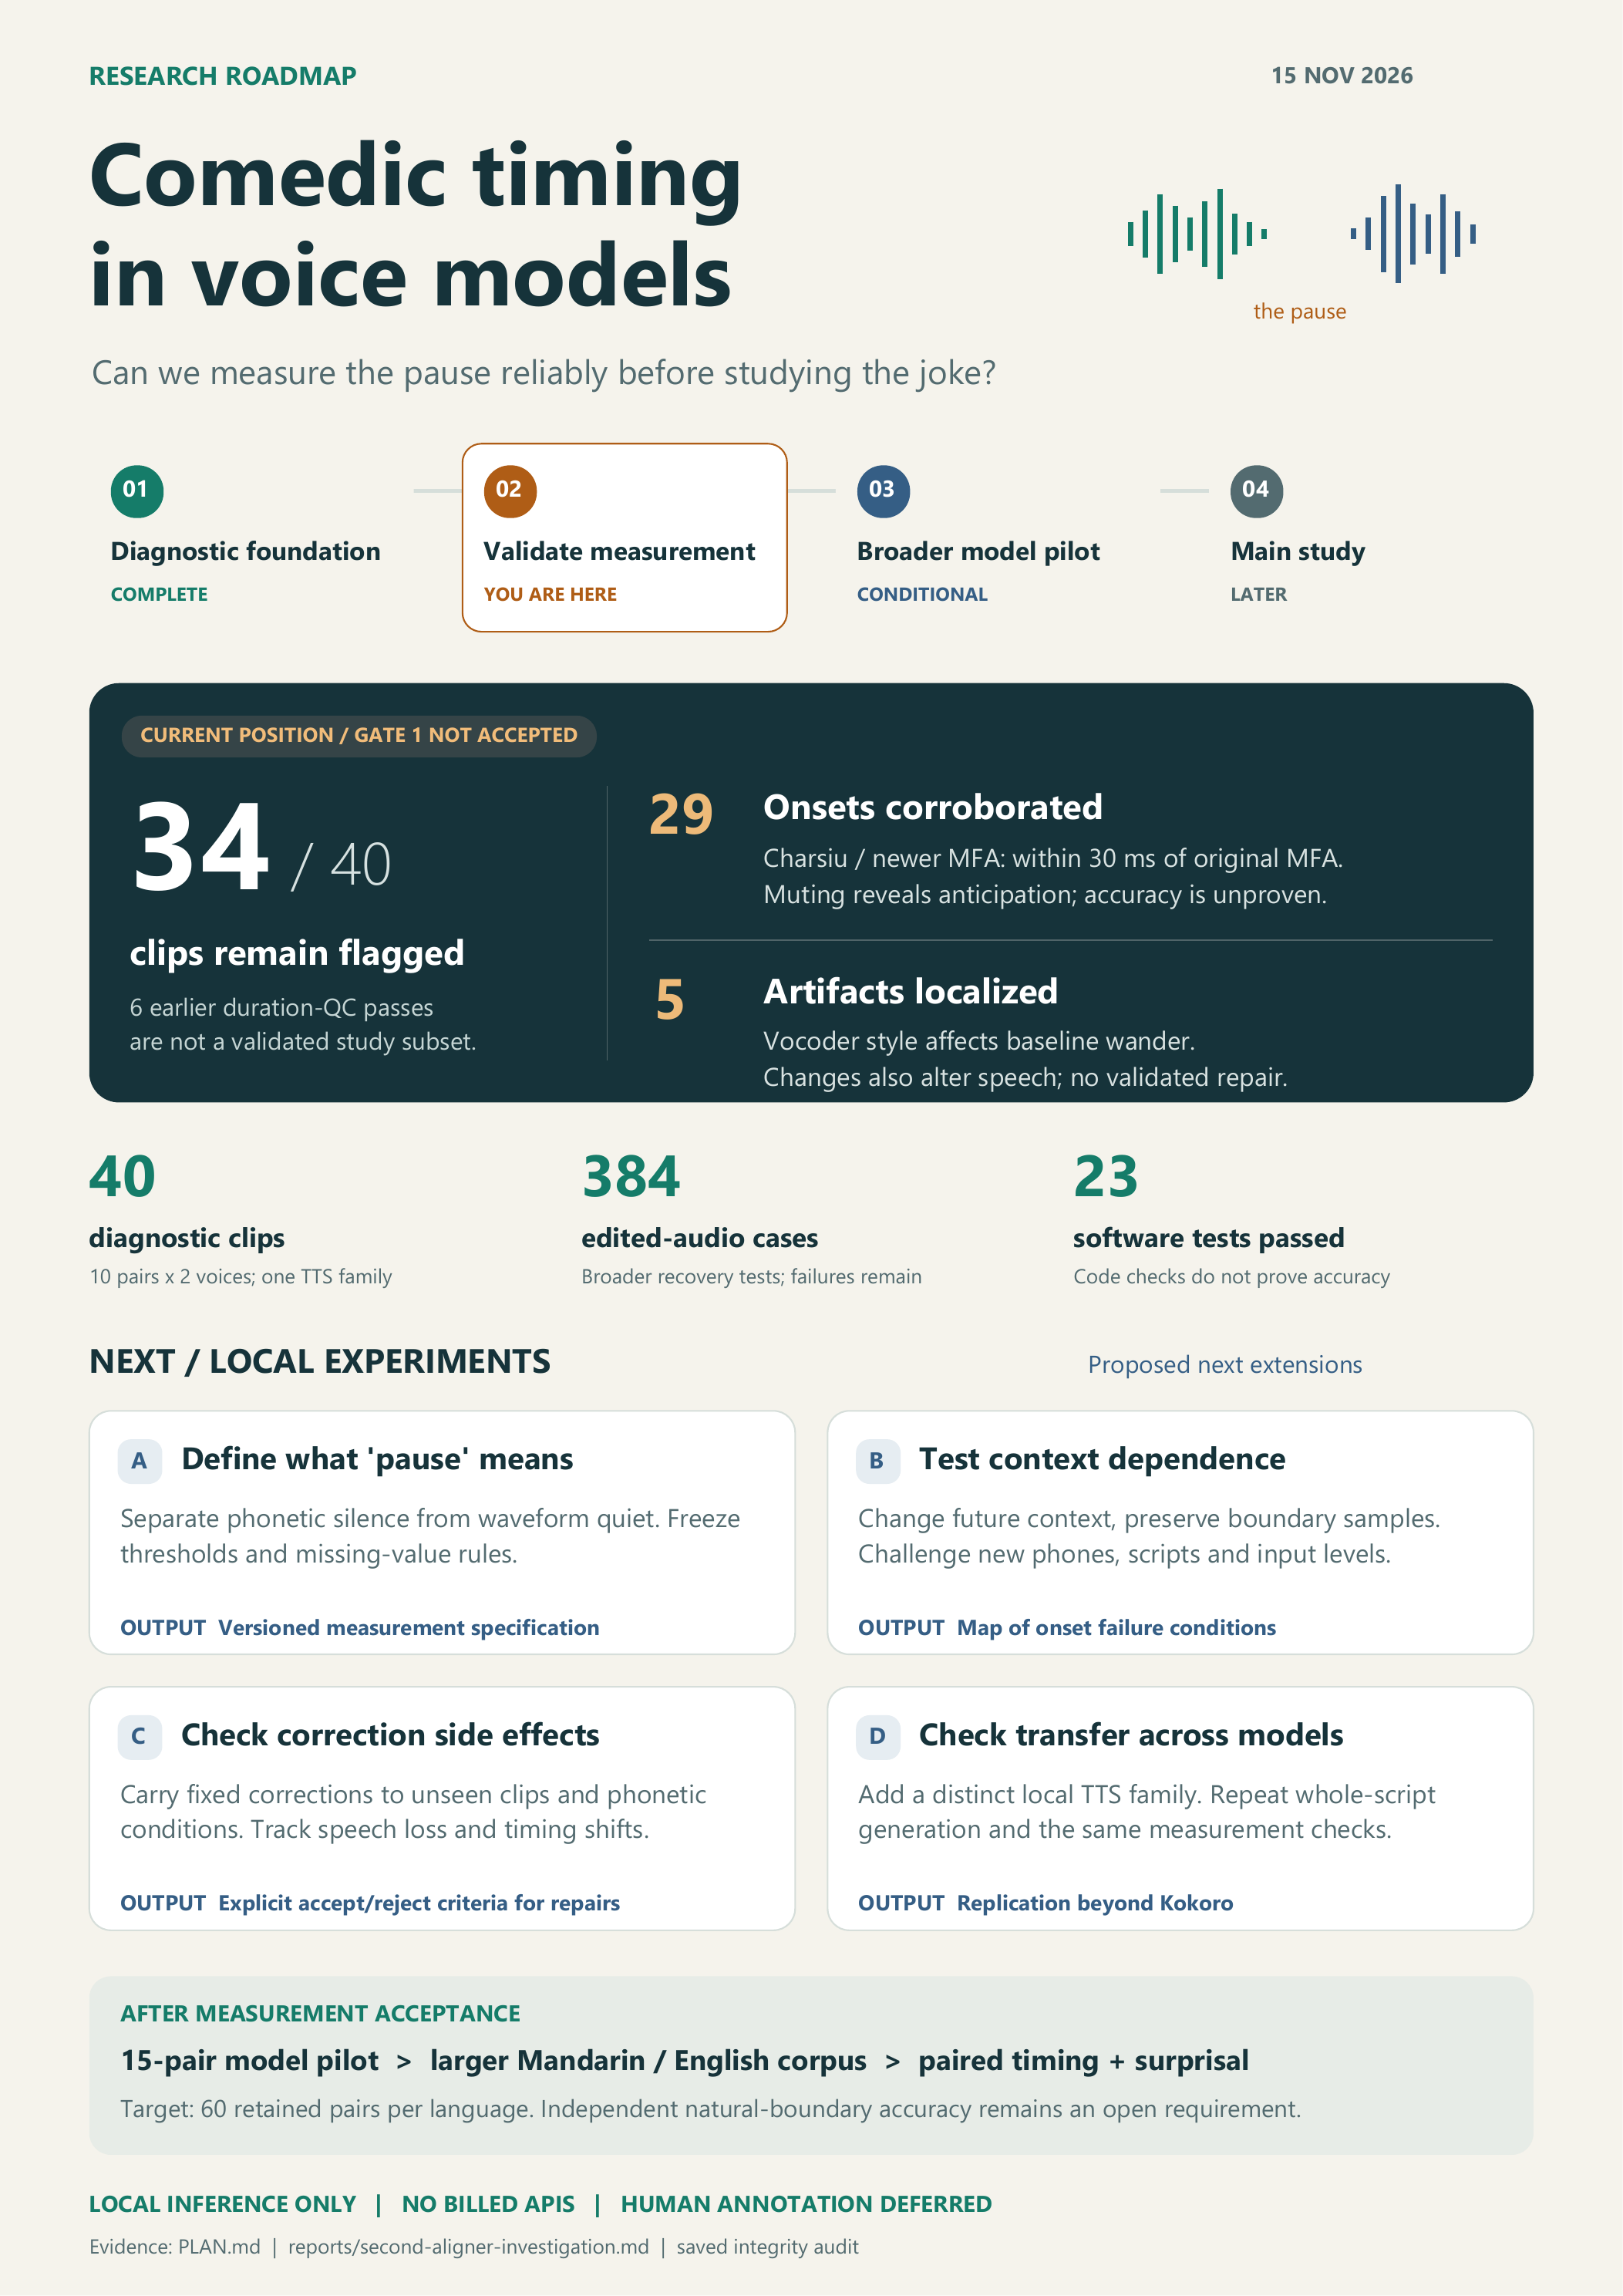 RESEARCH ROADMAP
15 NOV 2026
Comedic timing
in voice models
the pause
Can we measure the pause reliably before studying the joke?
01
Diagnostic foundation
COMPLETE
02
Validate measurement
YOU ARE HERE
03
Broader model pilot
CONDITIONAL
04
Main study
LATER
CURRENT POSITION / GATE 1 NOT ACCEPTED
34 / 40
clips remain flagged
6 earlier duration-QC passes
are not a validated study subset.
29
Onsets corroborated
Charsiu / newer MFA: within 30 ms of original MFA.
Muting reveals anticipation; accuracy is unproven.
5
Artifacts localized
Vocoder style affects baseline wander.
Changes also alter speech; no validated repair.
40
diagnostic clips
10 pairs x 2 voices; one TTS family
384
edited-audio cases
Broader recovery tests; failures remain
23
software tests passed
Code checks do not prove accuracy
NEXT / LOCAL EXPERIMENTS
Proposed next extensions
A
Define what 'pause' means
Separate phonetic silence from waveform quiet. Freeze
thresholds and missing-value rules.
OUTPUT Versioned measurement specification
B
Test context dependence
Change future context, preserve boundary samples.
Challenge new phones, scripts and input levels.
OUTPUT Map of onset failure conditions
C
Check correction side effects
Carry fixed corrections to unseen clips and phonetic
conditions. Track speech loss and timing shifts.
OUTPUT Explicit accept/reject criteria for repairs
D
Check transfer across models
Add a distinct local TTS family. Repeat whole-script
generation and the same measurement checks.
OUTPUT Replication beyond Kokoro
AFTER MEASUREMENT ACCEPTANCE
15-pair model pilot > larger Mandarin / English corpus > paired timing + surprisal
Target: 60 retained pairs per language. Independent natural-boundary accuracy remains an open requirement.
LOCAL INFERENCE ONLY | NO BILLED APIS | HUMAN ANNOTATION DEFERRED
Evidence: PLAN.md | reports/second-aligner-investigation.md | saved integrity audit